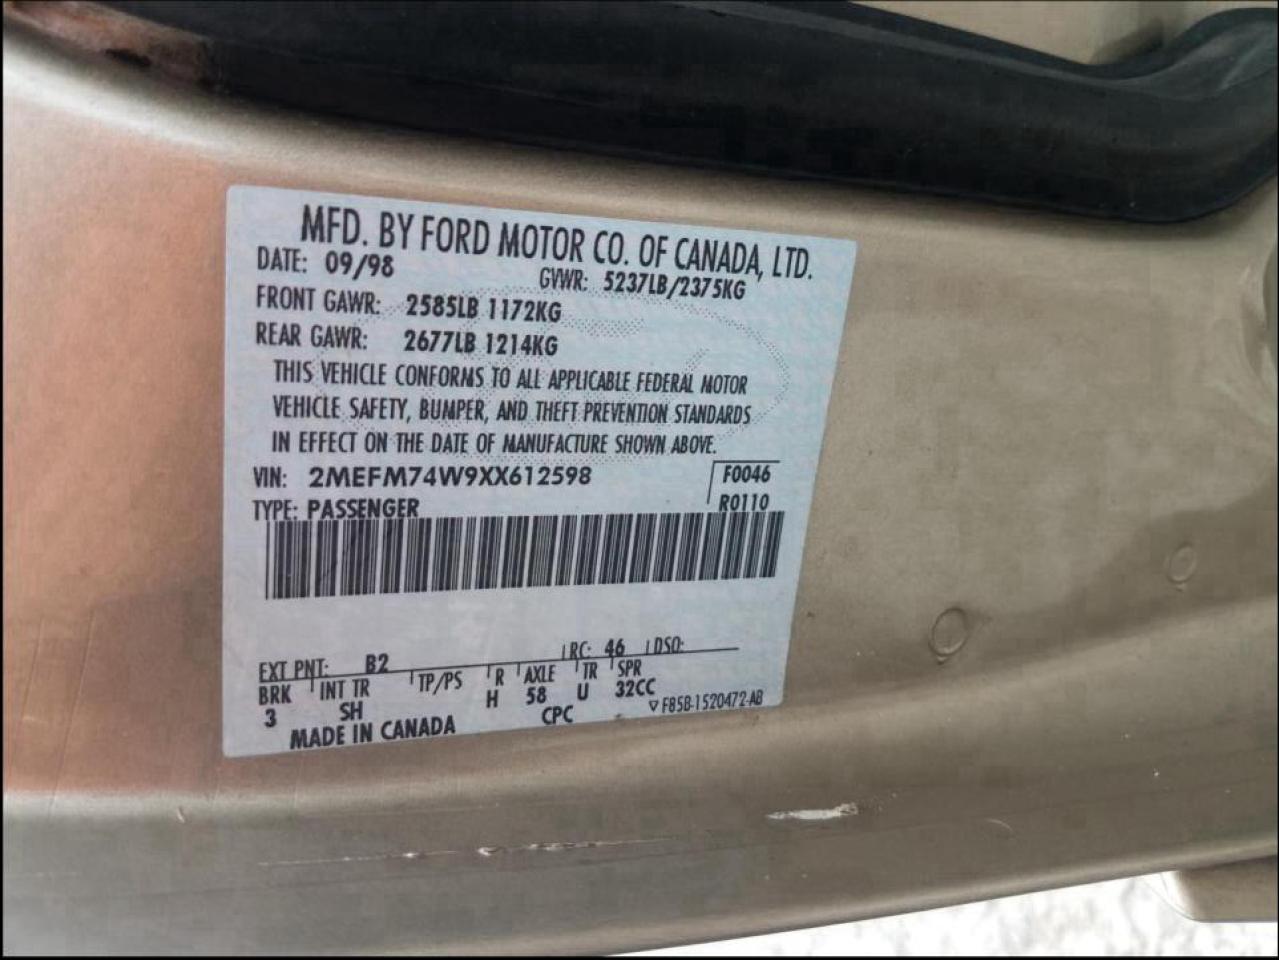 MFD. BY FORD MOTOR CO. OF CANADA, LTD.
DATE: 09/98 GVWR: 5237LB/2375KG
FRONT GAWR: 2585LB 1172KG
REAR GAWR: 2677LB 1214KG
THIS VEHICLE CONFORMS TO ALL APPLICABLE FEDERAL MOTOR
VEHICLE SAFETY, BUMPER, AND THEFT PREVENTION STANDARDS
IN EFFECT ON THE DATE OF MANUFACTURE SHOWN ABOVE.
VIN: 2MEFM74W9XX612598 F0046
TYPE: PASSENGER R0110
EXT PNT: B2 RC: 46 DSO:
BRK INT TR TP/PS R AXLE TR SPR
3 SH H 58 U 32CC
MADE IN CANADA CPC ▽ F85B-1520472-AB